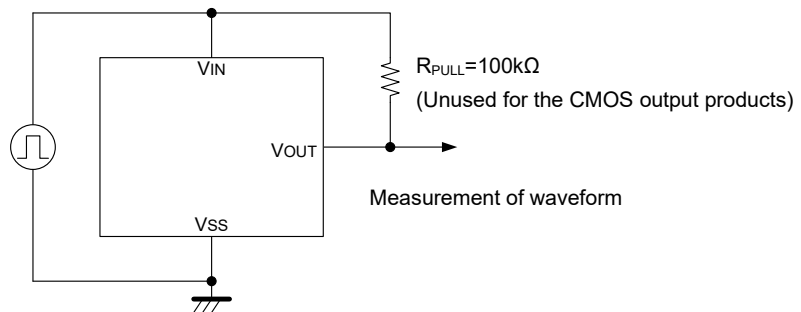 VIN
RPULL=100kΩ
(Unused for the CMOS output products)
VOUT
Measurement of waveform
VSS